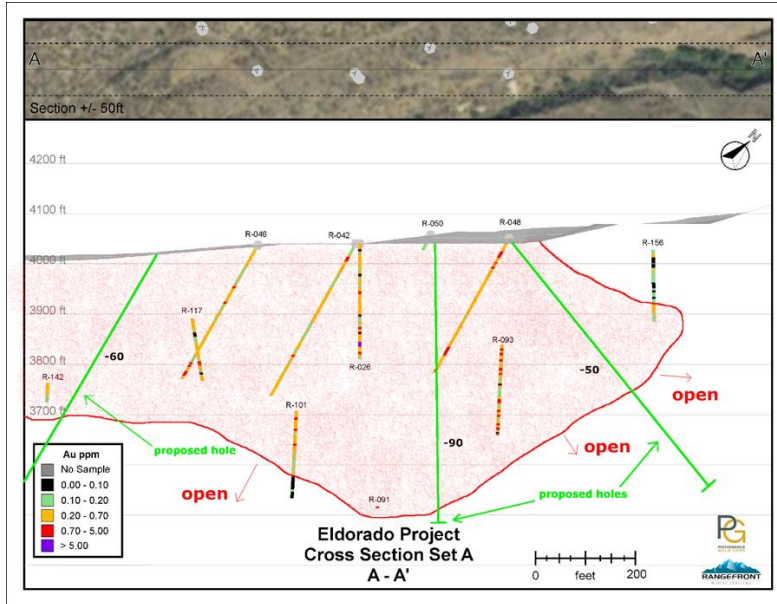 A
A'
Section +/- 50ft
N
4200 ft
4100 ft
4000 ft
3900 ft
3800 ft
3700 ft
R-046
R-042
R-050
R-048
R-156
R-117
R-142
R-026
R-093
R-101
R-091
-60
-90
-50
open
open
open
proposed hole
proposed holes
Au ppm
No Sample
0.00 - 0.10
0.10 - 0.20
0.20 - 0.70
0.70 - 5.00
> 5.00
Eldorado Project
Cross Section Set A
A - A'
0
200
feet
PG
PROVENANCE
GOLD CORP
RANGEFRONT